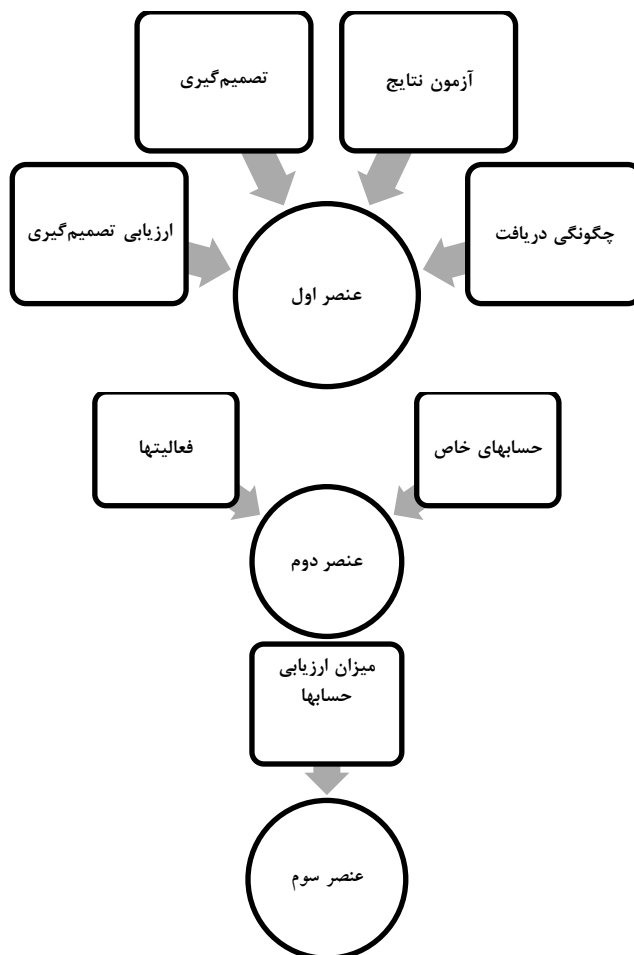 آزمون نتایج
تصمیم‌گیری
چگونگی دریافت
ارزیابی تصمیم‌گیری
عنصر اول
حسابهای خاص
فعالیتها
عنصر دوم
میزان ارزیابی
حسابها
عنصر سوم